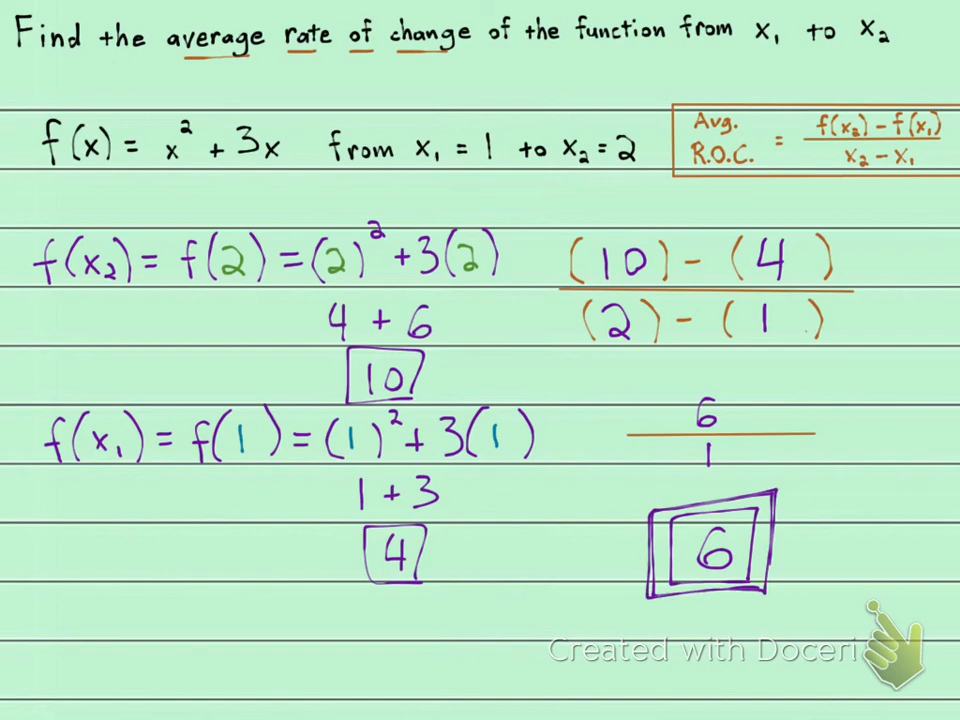 Find the average rate of change of the function from x₁ to x₂
f(x) = x² + 3x from x₁ = 1 to x₂ = 2
Avg. R.O.C. = f(x₂) - f(x₁) / x₂ - x₁
f(x₂) = f(2) = (2)² + 3(2)
4 + 6
10
f(x₁) = f(1) = (1)² + 3(1)
1 + 3
4
(10) - (4)
(2) - (1)
6
1
6
Created with Doceri